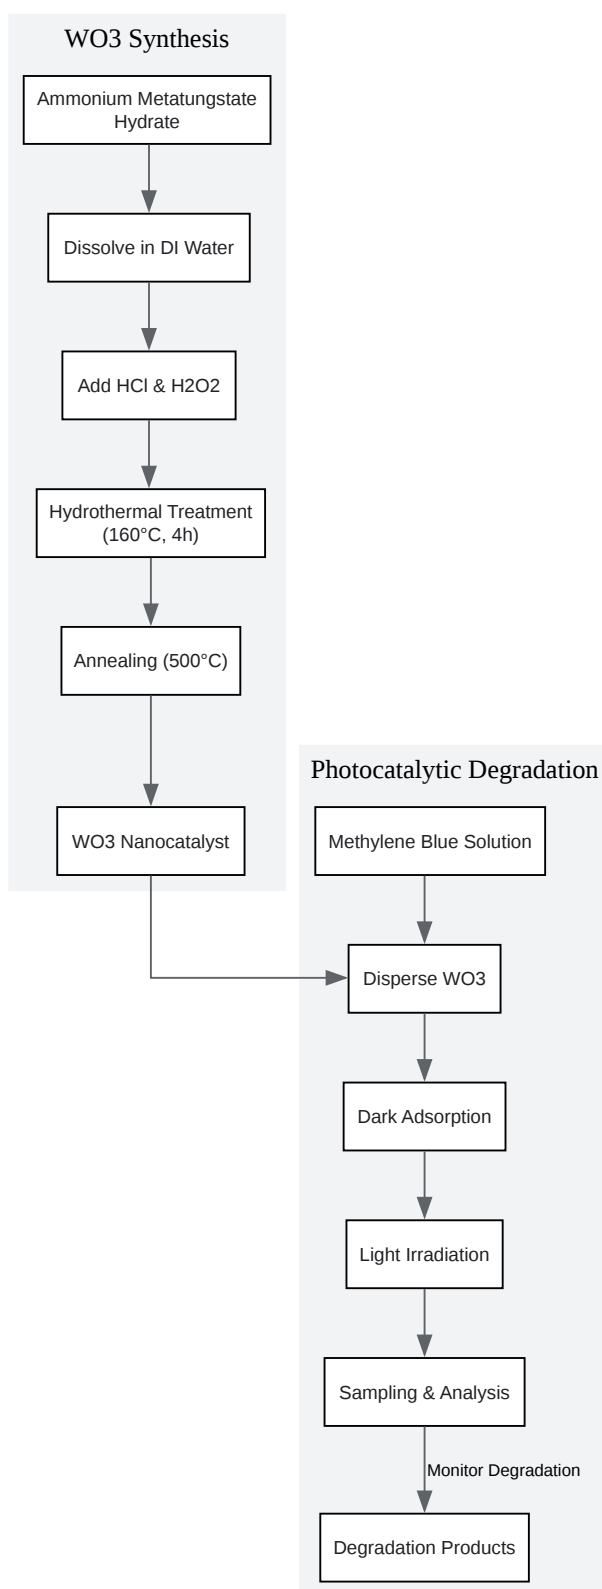 WO3 Synthesis
Ammonium Metatungstate
Hydrate
Dissolve in DI Water
Add HCl & H2O2
Hydrothermal Treatment
(160°C, 4h)
Annealing (500°C)
WO3 Nanocatalyst
Photocatalytic Degradation
Methylene Blue Solution
Disperse WO3
Dark Adsorption
Light Irradiation
Sampling & Analysis
Monitor Degradation
Degradation Products